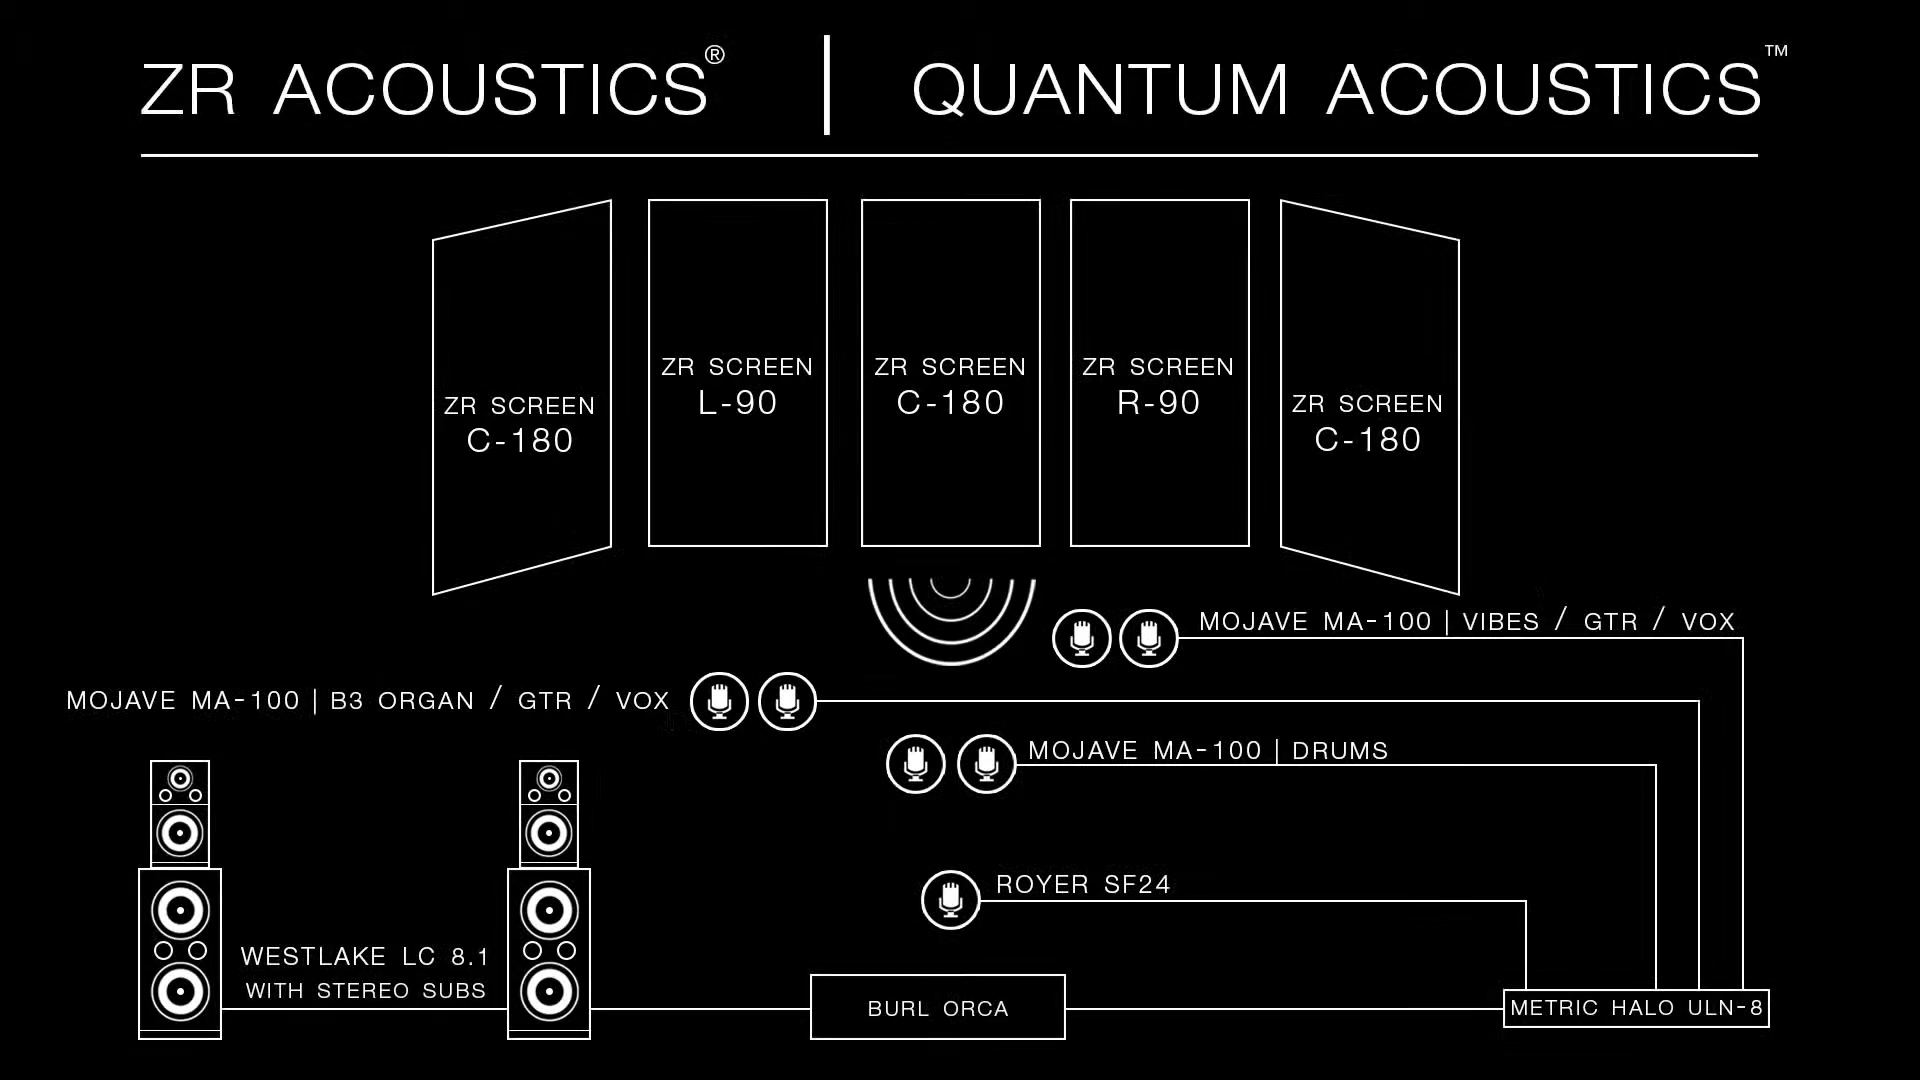 ZR ACOUSTICS® | QUANTUM ACOUSTICS™
ZR SCREEN
C-180
ZR SCREEN
L-90
ZR SCREEN
C-180
ZR SCREEN
R-90
ZR SCREEN
C-180
MOJAVE MA-100 | VIBES / GTR / VOX
MOJAVE MA-100 | B3 ORGAN / GTR / VOX
MOJAVE MA-100 | DRUMS
ROYER SF24
WESTLAKE LC 8.1
WITH STEREO SUBS
BURL ORCA
METRIC HALO ULN-8